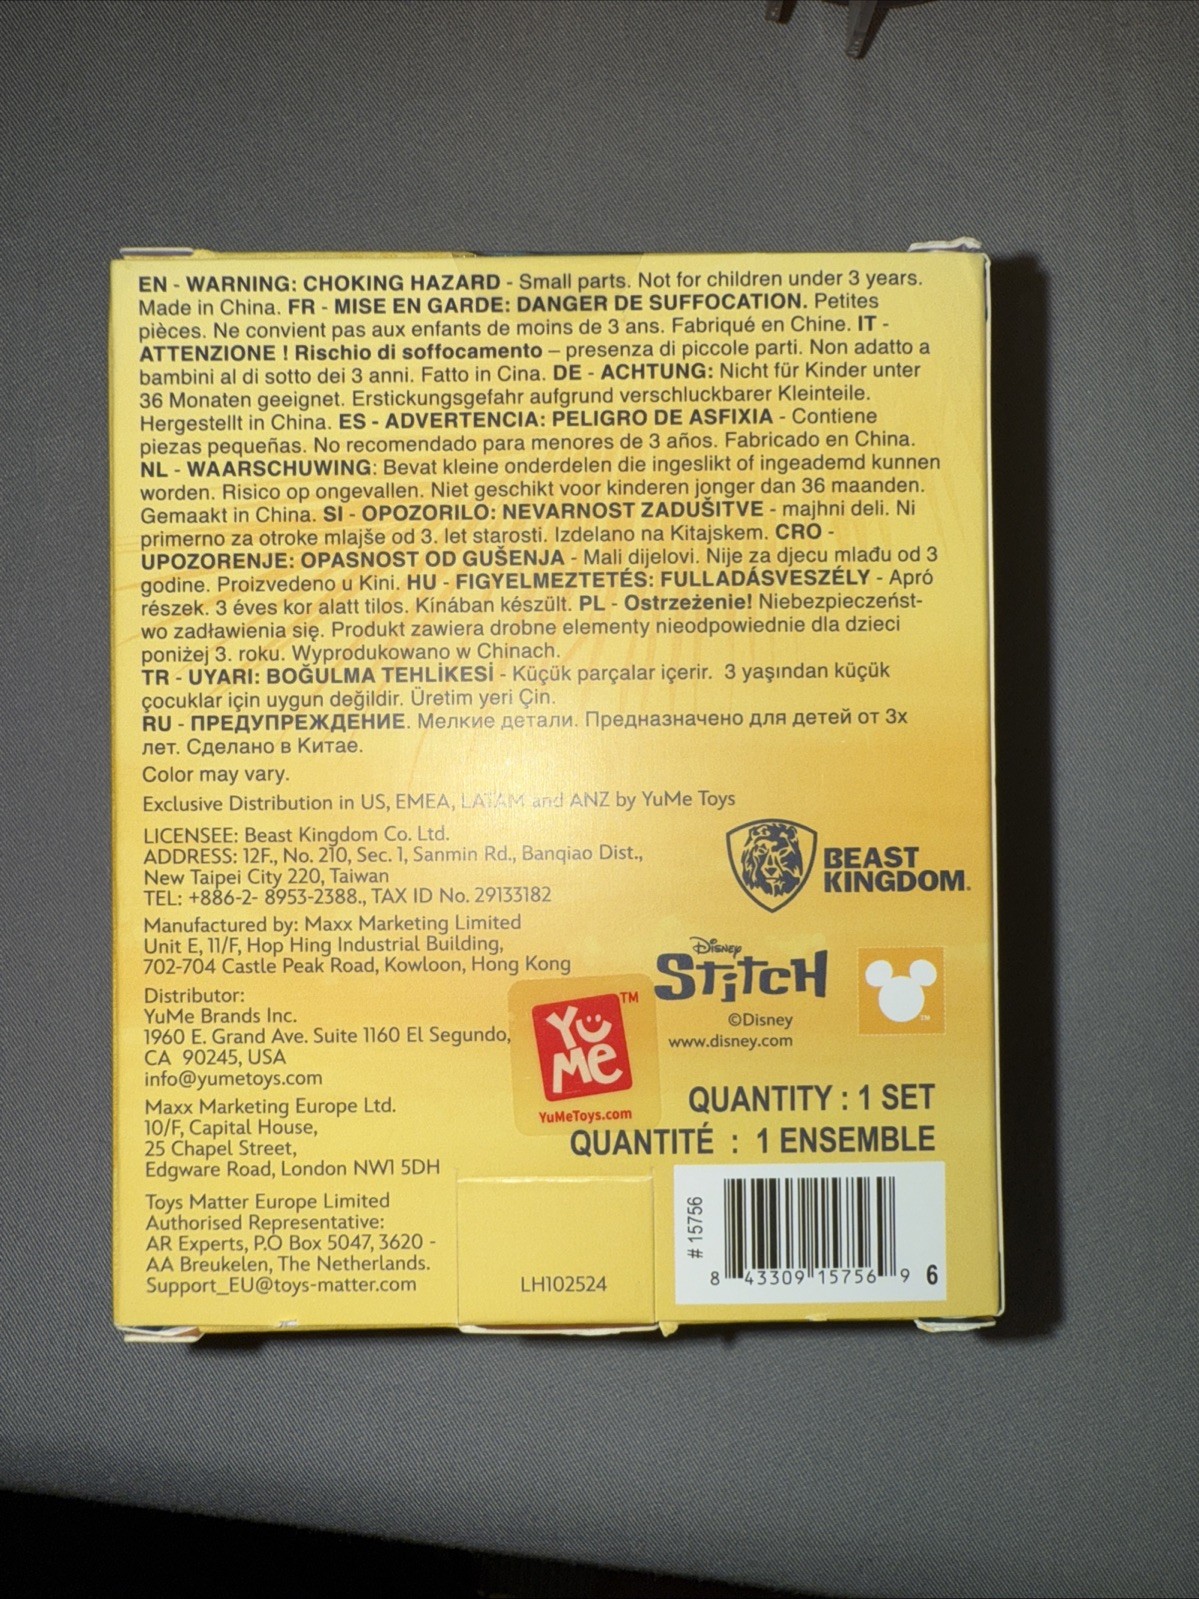 EN - WARNING: CHOKING HAZARD - Small parts. Not for children under 3 years.
Made in China. FR - MISE EN GARDE: DANGER DE SUFFOCATION. Petites
pièces. Ne convient pas aux enfants de moins de 3 ans. Fabriqué en Chine. IT -
ATTENZIONE ! Rischio di soffocamento – presenza di piccole parti. Non adatto a
bambini al di sotto dei 3 anni. Fatto in Cina. DE - ACHTUNG: Nicht für Kinder unter
36 Monaten geeignet. Erstickungsgefahr aufgrund verschluckbarer Kleinteile.
Hergestellt in China. ES - ADVERTENCIA: PELIGRO DE ASFIXIA - Contiene
piezas pequeñas. No recomendado para menores de 3 años. Fabricado en China.
NL - WAARSCHUWING: Bevat kleine onderdelen die ingeslikt of ingeademd kunnen
worden. Risico op ongevallen. Niet geschikt voor kinderen jonger dan 36 maanden.
Gemaakt in China. SI - OPOZORILO: NEVARNOST ZADUŠITVE - majhni deli. Ni
primerno za otroke mlajše od 3. let starosti. Izdelano na Kitajskem. CRO -
UPOZORENJE: OPASNOST OD GUŠENJA - Mali dijelovi. Nije za djecu mlađu od 3
godine. Proizvedeno u Kini. HU - FIGYELMEZTETÉS: FULLADÁSVESZÉLY - Apró
részek. 3 éves kor alatt tilos. Kínában készült. PL - Ostrzeżenie! Niebezpieczeńst-
wo zadławienia się. Produkt zawiera drobne elementy nieodpowiednie dla dzieci
poniżej 3. roku. Wyprodukowano w Chinach.
TR - UYARI: BOĞULMA TEHLİKESİ - Küçük parçalar içerir. 3 yaşından küçük
çocuklar için uygun değildir. Üretim yeri Çin.
RU - ПРЕДУПРЕЖДЕНИЕ. Мелкие детали. Предназначено для детей от 3х
лет. Сделано в Китае.
Color may vary.
Exclusive Distribution in US, EMEA, LATAM and ANZ by YuMe Toys
LICENSEE: Beast Kingdom Co. Ltd.
ADDRESS: 12F., No. 210, Sec. 1, Sanmin Rd., Banqiao Dist.,
New Taipei City 220, Taiwan
TEL: +886-2- 8953-2388., TAX ID No. 29133182
BEAST
KINGDOM.
Manufactured by: Maxx Marketing Limited
Unit E, 11/F, Hop Hing Industrial Building,
702-704 Castle Peak Road, Kowloon, Hong Kong
Disney
Stitch
TM
©Disney
www.disney.com
Distributor:
YuMe Brands Inc.
1960 E. Grand Ave. Suite 1160 El Segundo,
CA 90245, USA
info@yumetoys.com
YuMe TM
YuMeToys.com
Maxx Marketing Europe Ltd.
10/F, Capital House,
25 Chapel Street,
Edgware Road, London NW1 5DH
QUANTITY : 1 SET
QUANTITÉ : 1 ENSEMBLE
Toys Matter Europe Limited
Authorised Representative:
AR Experts, P.O Box 5047, 3620 -
AA Breukelen, The Netherlands.
Support_EU@toys-matter.com
LH102524
# 15756
8 43309 15756 9 6